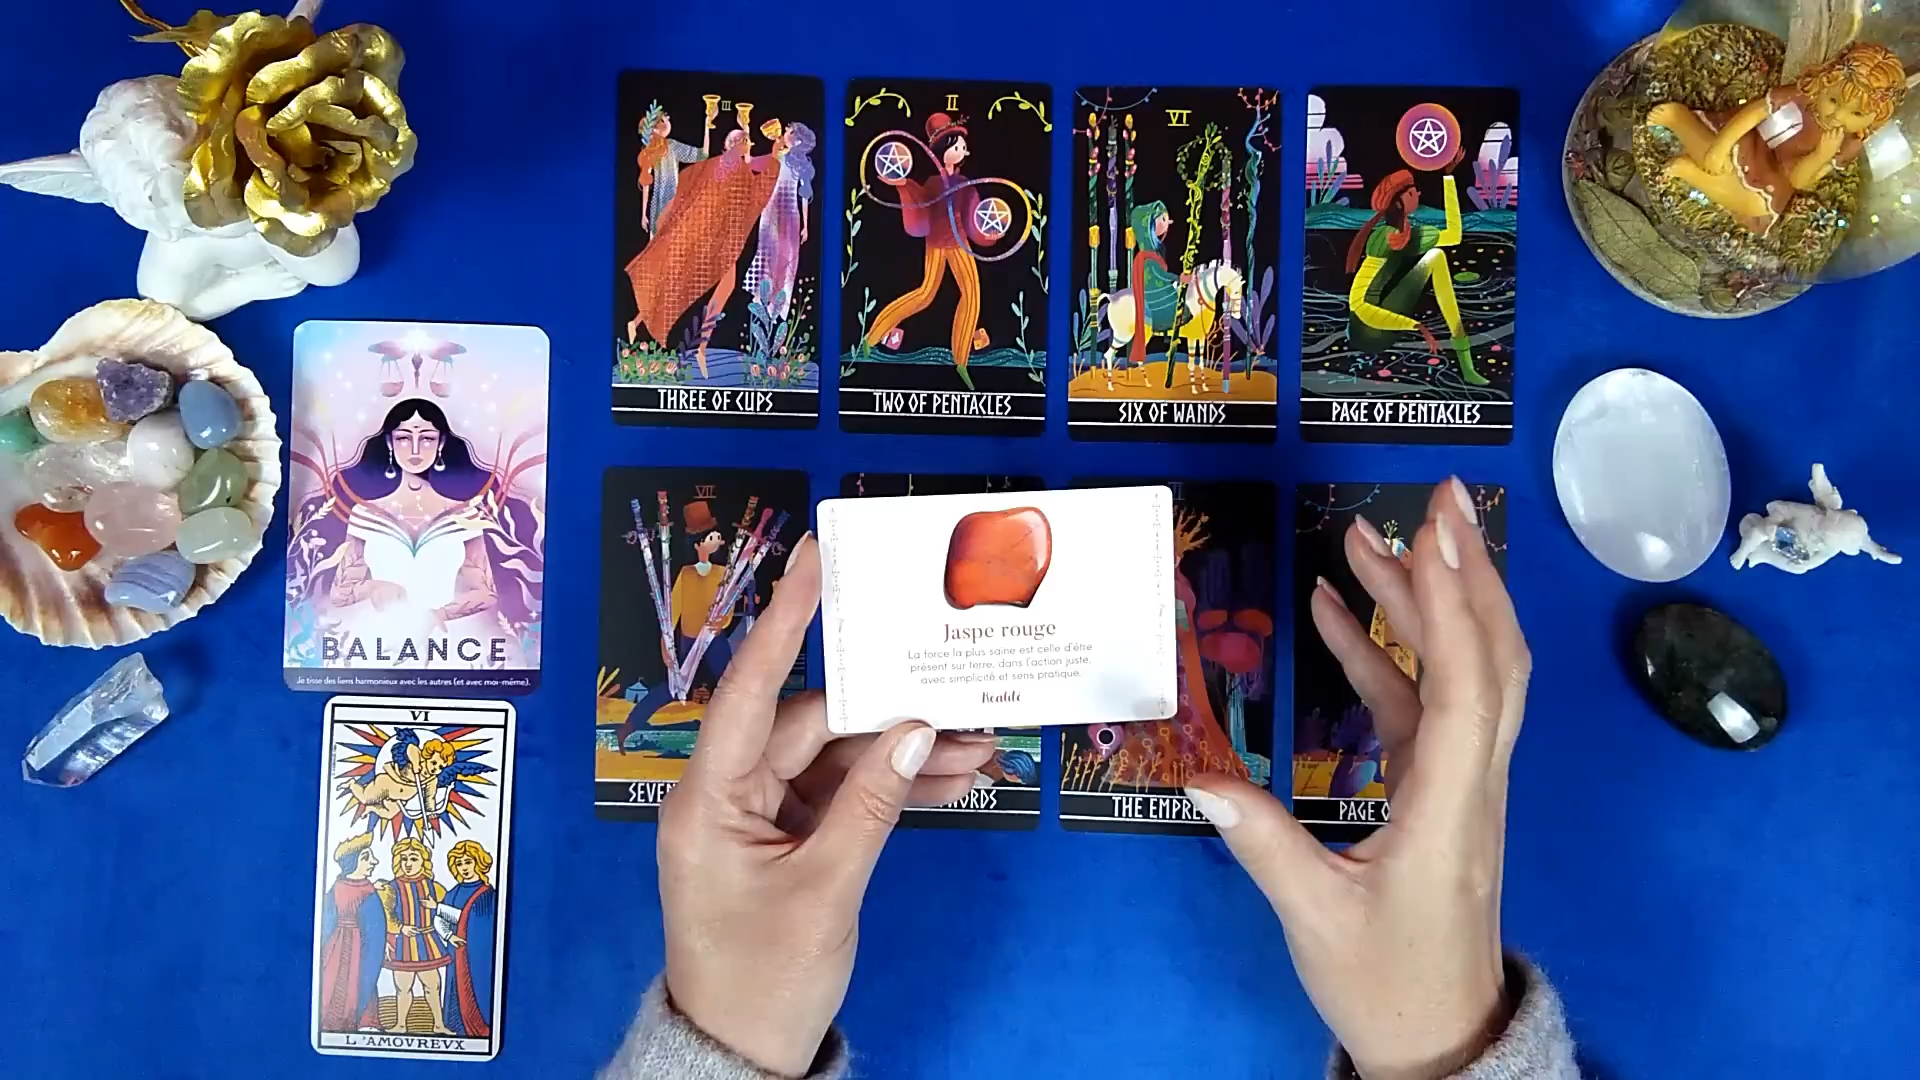 III
THREE OF CUPS
II
TWO OF PENTACLES
VI
SIX OF WANDS
PAGE OF PENTACLES
BALANCE
Je tisse des liens harmonieux avec les autres (et avec moi-même).
VI
L'AMOVREVX
VII
SEVEN
WORDS
THE EMPRE
PAGE O
Jaspe rouge
La force la plus saine est celle d'être
présent sur terre, dans l'action juste,
avec simplicité et sens pratique.
Réalité